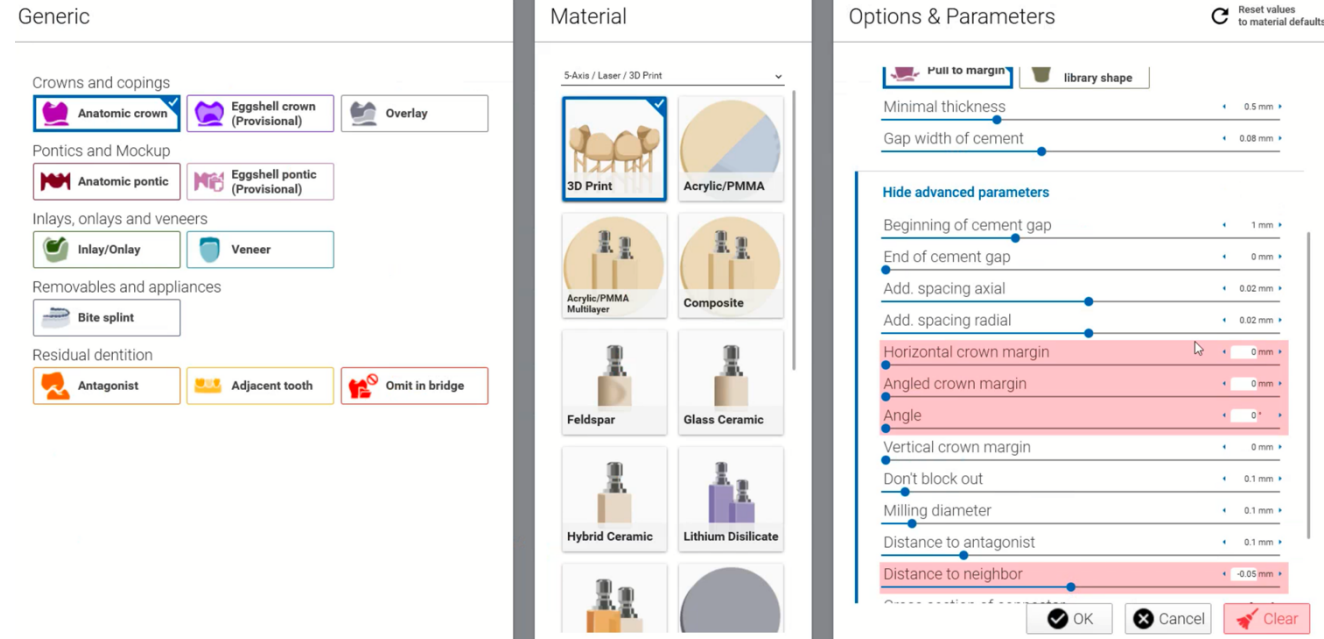 Generic
Crowns and copings
Anatomic crown
Eggshell crown
(Provisional)
Overlay
Pontics and Mockup
Anatomic pontic
Eggshell pontic
(Provisional)
Inlays, onlays and veneers
Inlay/Onlay
Veneer
Removables and appliances
Bite splint
Residual dentition
Antagonist
Adjacent tooth
Omit in bridge
Material
5-Axis / Laser / 3D Print
3D Print
Acrylic/PMMA
Acrylic/PMMA
Multilayer
Composite
Feldspar
Glass Ceramic
Hybrid Ceramic
Lithium Disilicate
Options & Parameters
Reset values
to material defaults
Pull to margin
library shape
Minimal thickness 0.5 mm
Gap width of cement 0.08 mm
Hide advanced parameters
Beginning of cement gap 1 mm
End of cement gap 0 mm
Add. spacing axial 0.02 mm
Add. spacing radial 0.02 mm
Horizontal crown margin 0 mm
Angled crown margin 0 mm
Angle 0 °
Vertical crown margin 0 mm
Don't block out 0.1 mm
Milling diameter 0.1 mm
Distance to antagonist 0.1 mm
Distance to neighbor -0.05 mm
OK
Cancel
Clear